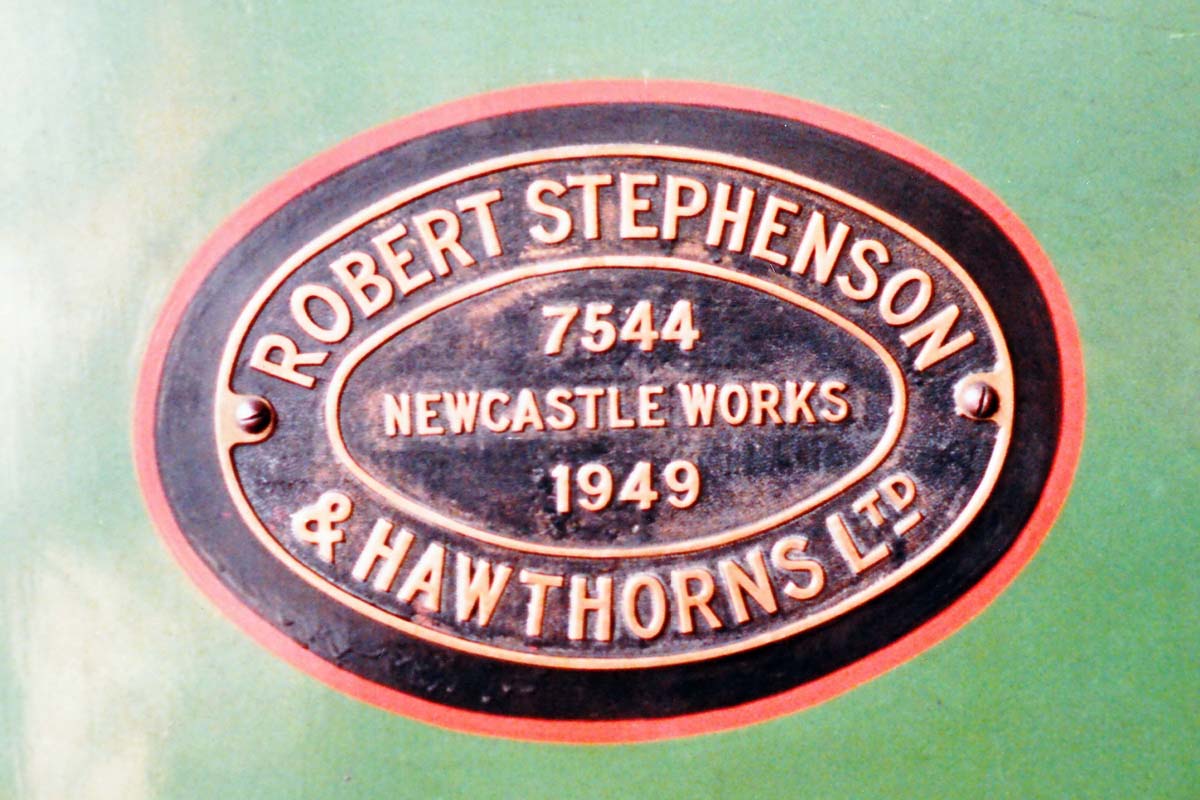 ROBERT STEPHENSON
7544
NEWCASTLE WORKS
1949
& HAWTHORNS LTD